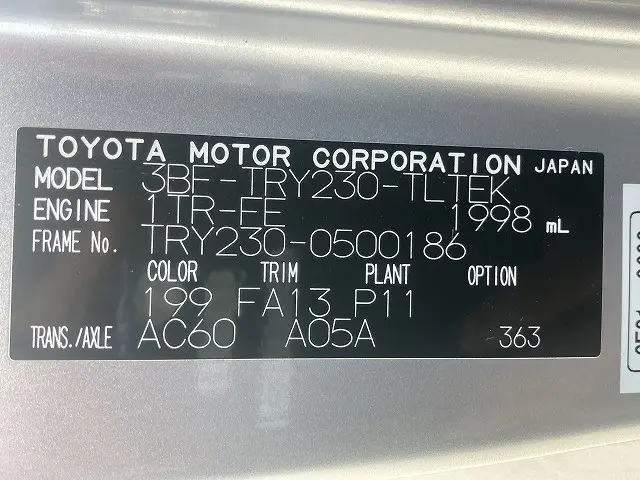 TOYOTA MOTOR CORPORATION JAPAN
MODEL 3BF-TRY230-TLTEK
ENGINE 1TR-FE 1998 mL
FRAME No. TRY230-0500186
COLOR TRIM PLANT OPTION
199 FA13 P11
TRANS./AXLE AC60 A05A 363